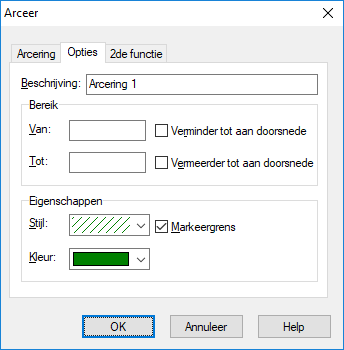 Arceer
Arcering Opties 2de functie
Beschrijving: Arcering 1
Bereik
Van: Verminder tot aan doorsnede
Tot: Vermeerder tot aan doorsnede
Eigenschappen
Stijl: Markeergrens
Kleur:
OK Annuleer Help